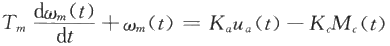 T_m dω_m(t)/dt + ω_m(t) = K_a u_a(t) − K_c M_c(t)